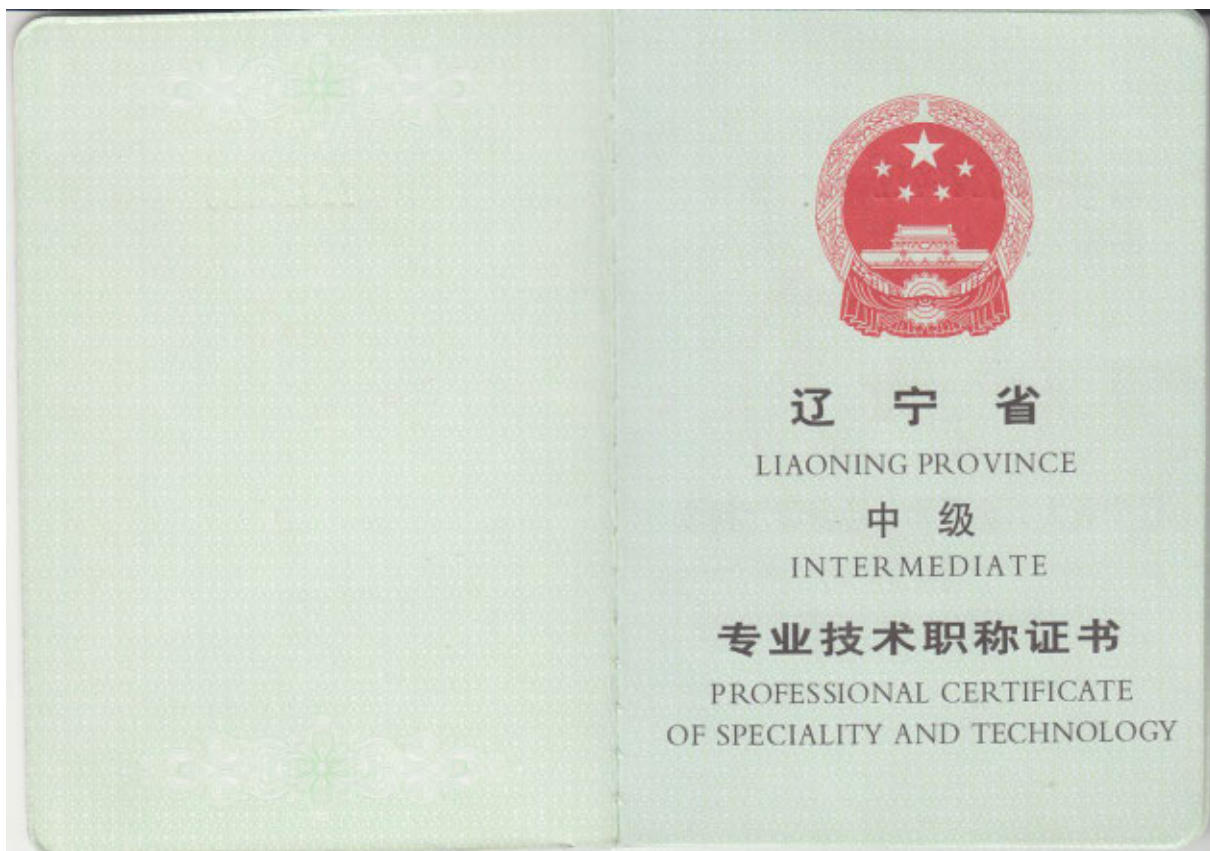 辽宁省
LIAONING PROVINCE
中级
INTERMEDIATE
专业技术职称证书
PROFESSIONAL CERTIFICATE
OF SPECIALITY AND TECHNOLOGY